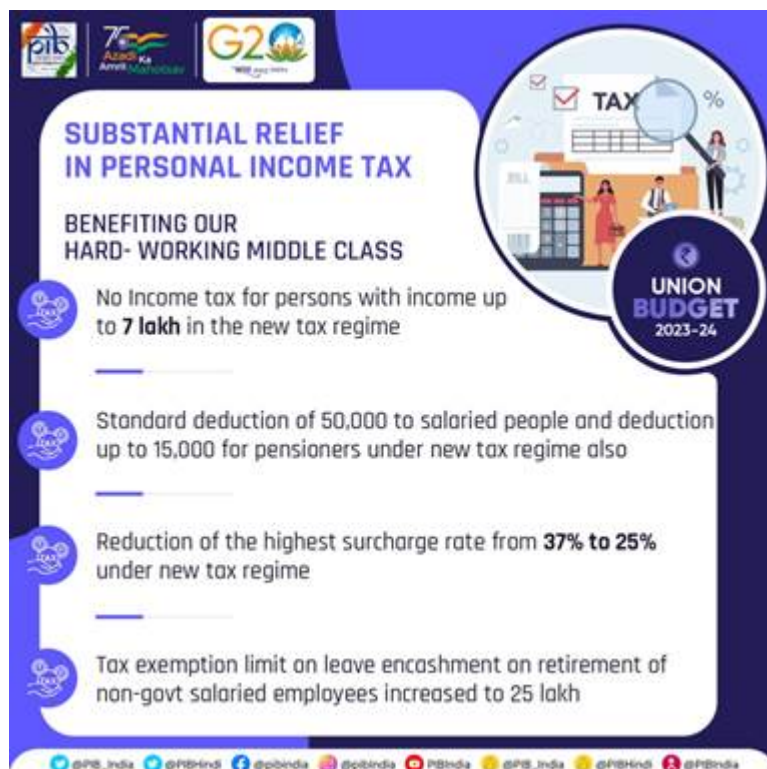 pib
75
Azadi Ka
Amrit Mahotsav
G20
TAX
%
BILL
SUBSTANTIAL RELIEF
IN PERSONAL INCOME TAX
BENEFITING OUR
HARD- WORKING MIDDLE CLASS
UNION
BUDGET
2023-24
No Income tax for persons with income up
to 7 lakh in the new tax regime
Standard deduction of 50,000 to salaried people and deduction
up to 15,000 for pensioners under new tax regime also
Reduction of the highest surcharge rate from 37% to 25%
under new tax regime
Tax exemption limit on leave encashment on retirement of
non-govt salaried employees increased to 25 lakh
@PIB_India @PIBHindi @pibindia @pibindia PIBIndia @PIB_India @PIBHindi @PIBIndia